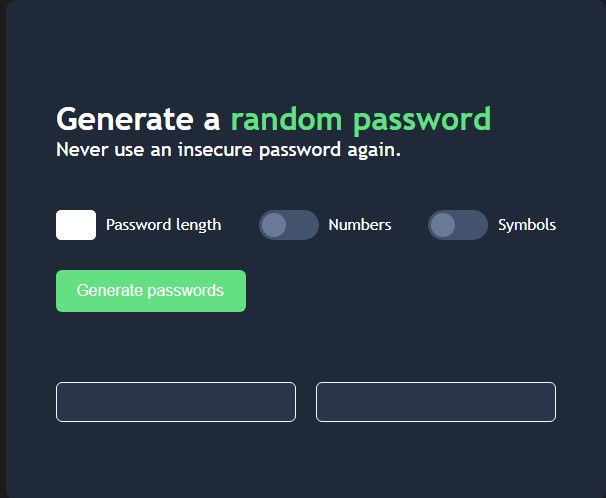 Generate a random password
Never use an insecure password again.
Password length Numbers Symbols
Generate passwords